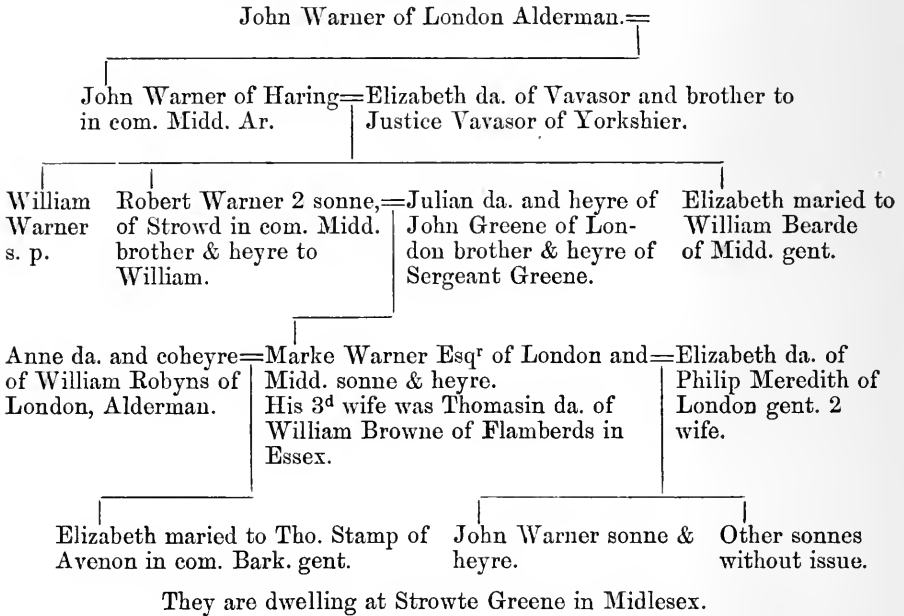 John Warner of London Alderman.=
John Warner of Haring=Elizabeth da. of Vavasor and brother to
in com. Midd. Ar.
Justice Vavasor of Yorkshier.
William
Warner
s. p.
Robert Warner 2 sonne,=Julian da. and heyre of
of Strowd in com. Midd.
brother & heyre to
William.
John Greene of Lon-
don brother & heyre of
Sergeant Greene.
Elizabeth maried to
William Bearde
of Midd. gent.
Anne da. and coheyre=Marke Warner Esqr of London and=Elizabeth da. of
of William Robyns of
London, Alderman.
Midd. sonne & heyre.
His 3d wife was Thomasin da. of
William Browne of Flamberds in
Essex.
Philip Meredith of
London gent. 2
wife.
Elizabeth maried to Tho. Stamp of
Avenon in com. Bark. gent.
John Warner sonne &
heyre.
Other sonnes
without issue.
They are dwelling at Strowte Greene in Midlesex.